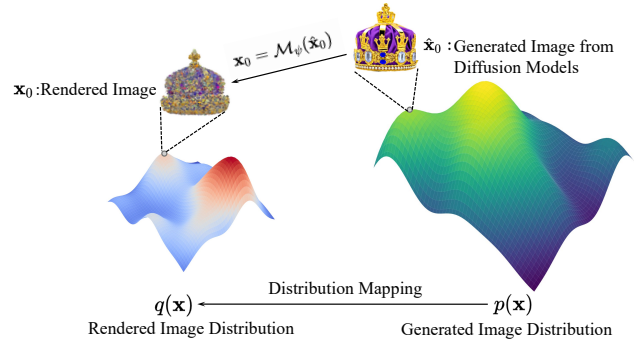 x₀ = ℳ_ψ(x̂₀)
x̂₀ :Generated Image from
Diffusion Models
x₀ :Rendered Image
Distribution Mapping
q(x)
p(x)
Rendered Image Distribution
Generated Image Distribution